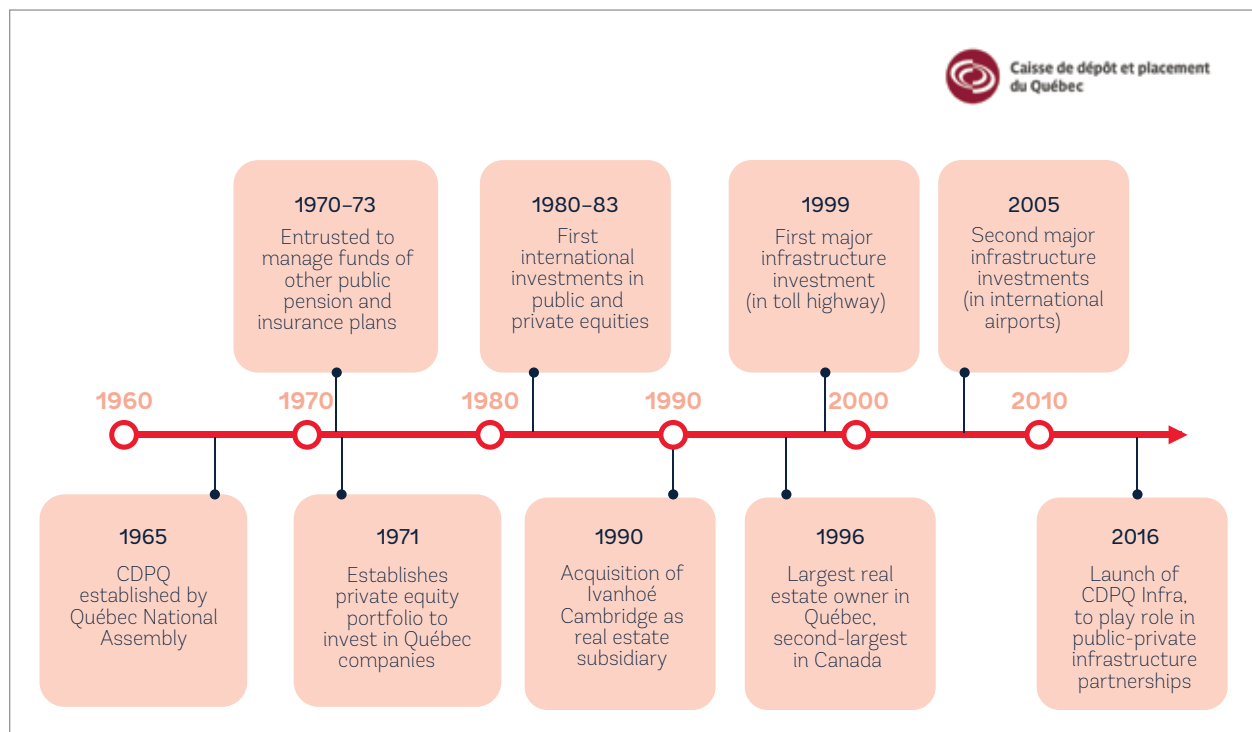 Caisse de dépôt et placement
du Québec
1970–73
Entrusted to
manage funds of
other public
pension and
insurance plans
1980–83
First
international
investments in
public and
private equities
1999
First major
infrastructure
investment
(in toll highway)
2005
Second major
infrastructure
investments
(in international
airports)
1960
1970
1980
1990
2000
2010
1965
CDPQ
established by
Québec National
Assembly
1971
Establishes
private equity
portfolio to
invest in Québec
companies
1990
Acquisition of
Ivanhoé
Cambridge as
real estate
subsidiary
1996
Largest real
estate owner in
Québec,
second-largest
in Canada
2016
Launch of
CDPQ Infra,
to play role in
public-private
infrastructure
partnerships